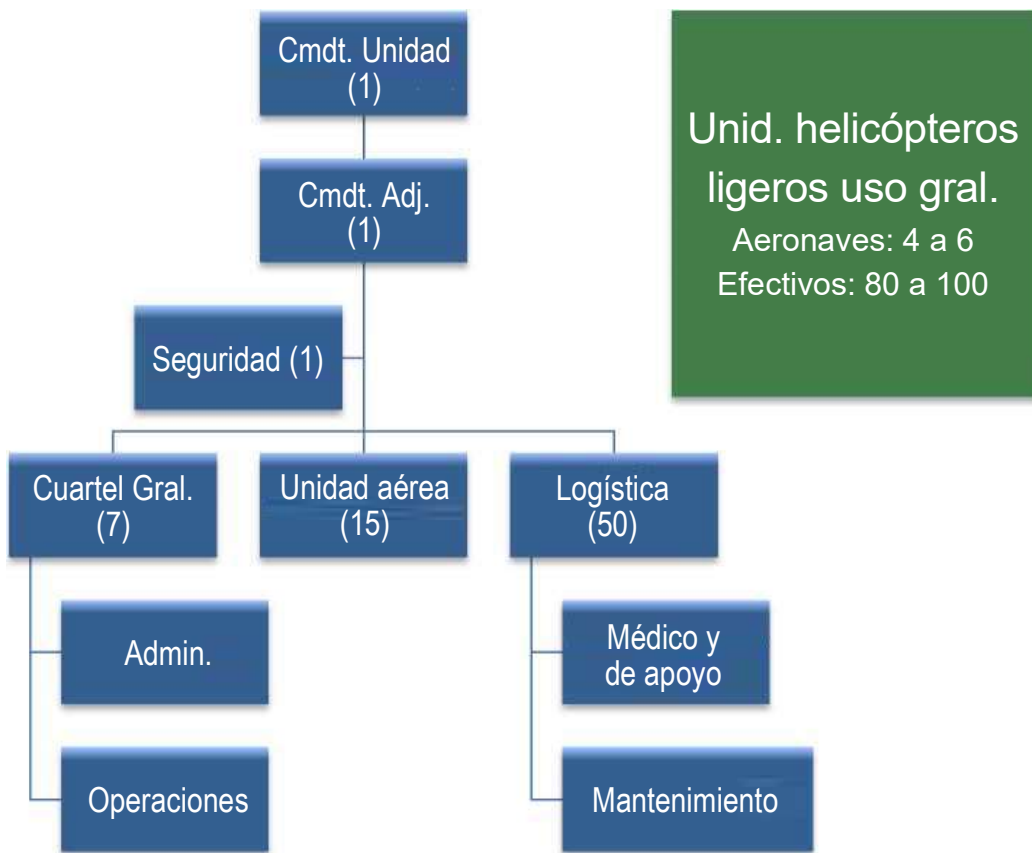 Cmdt. Unidad
(1)
Unid. helicópteros
ligeros uso gral.
Aeronaves: 4 a 6
Efectivos: 80 a 100
Cmdt. Adj.
(1)
Seguridad (1)
Cuartel Gral.
(7)
Unidad aérea
(15)
Logística
(50)
Admin.
Operaciones
Médico y
de apoyo
Mantenimiento